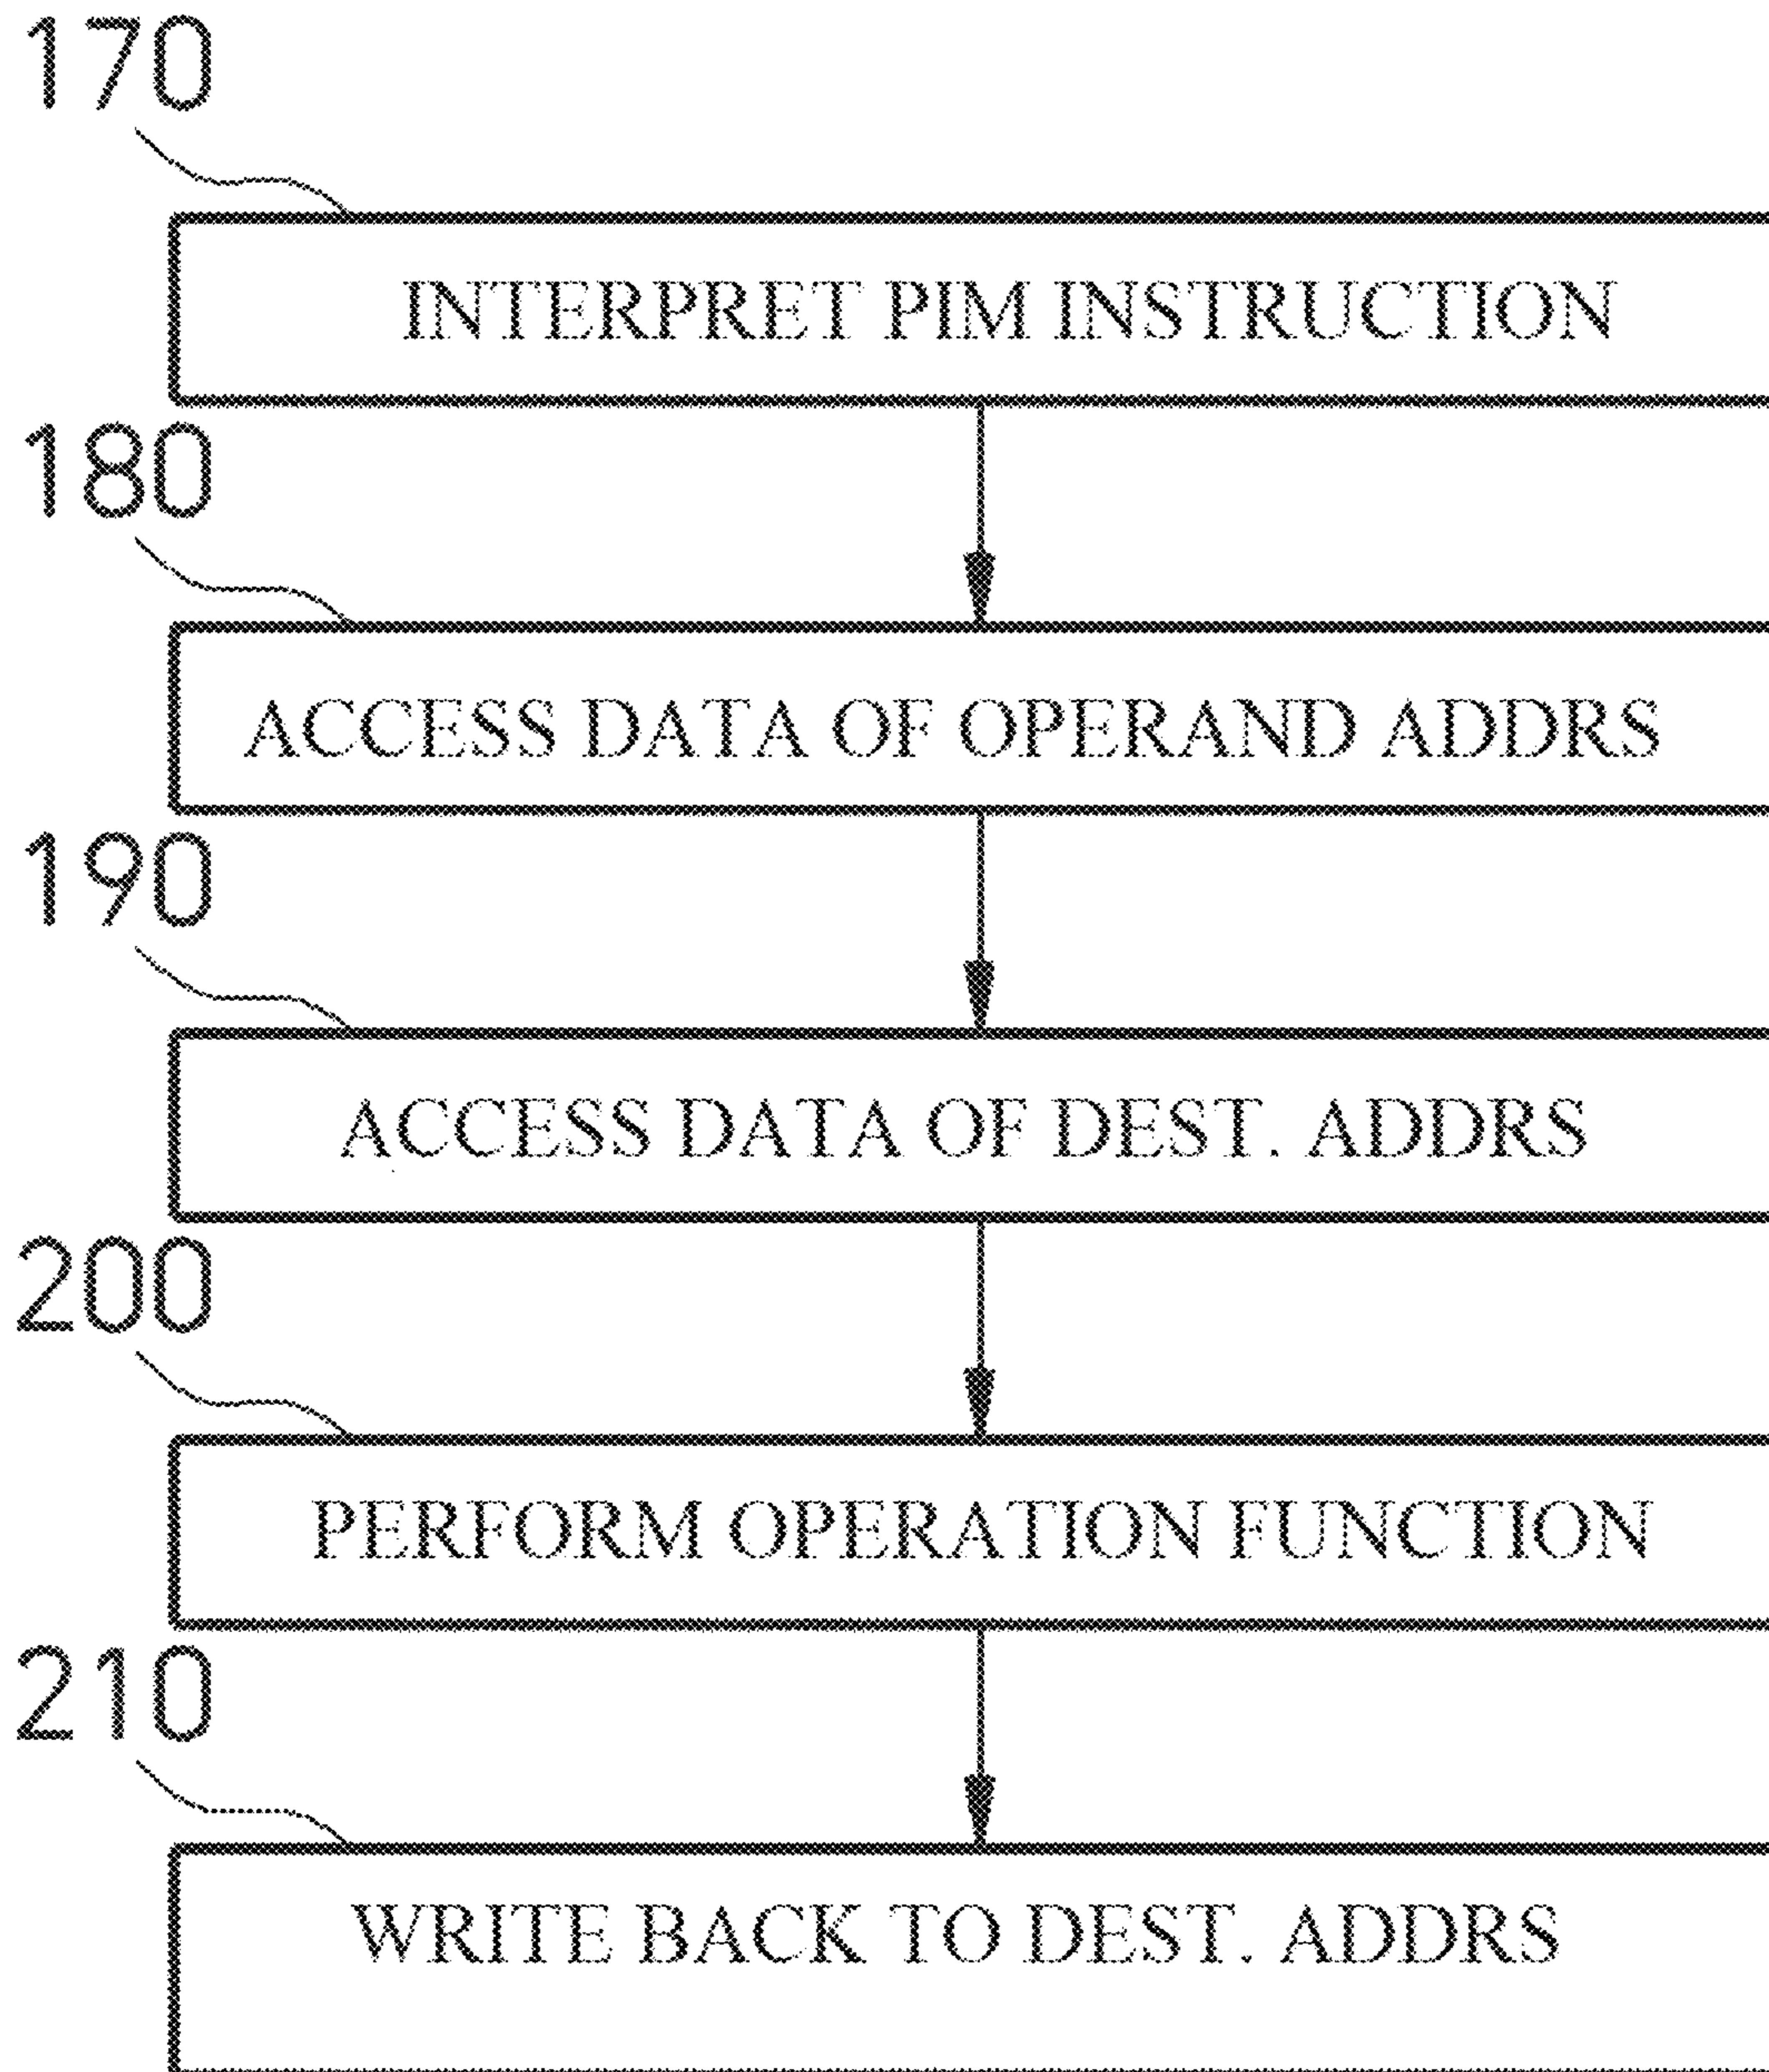 170
INTERPRET PIM INSTRUCTION
180
ACCESS DATA OF OPERAND ADDRS
190
ACCESS DATA OF DEST. ADDRS
200
PERFORM OPERATION FUNCTION
210
WRITE BACK TO DEST. ADDRS